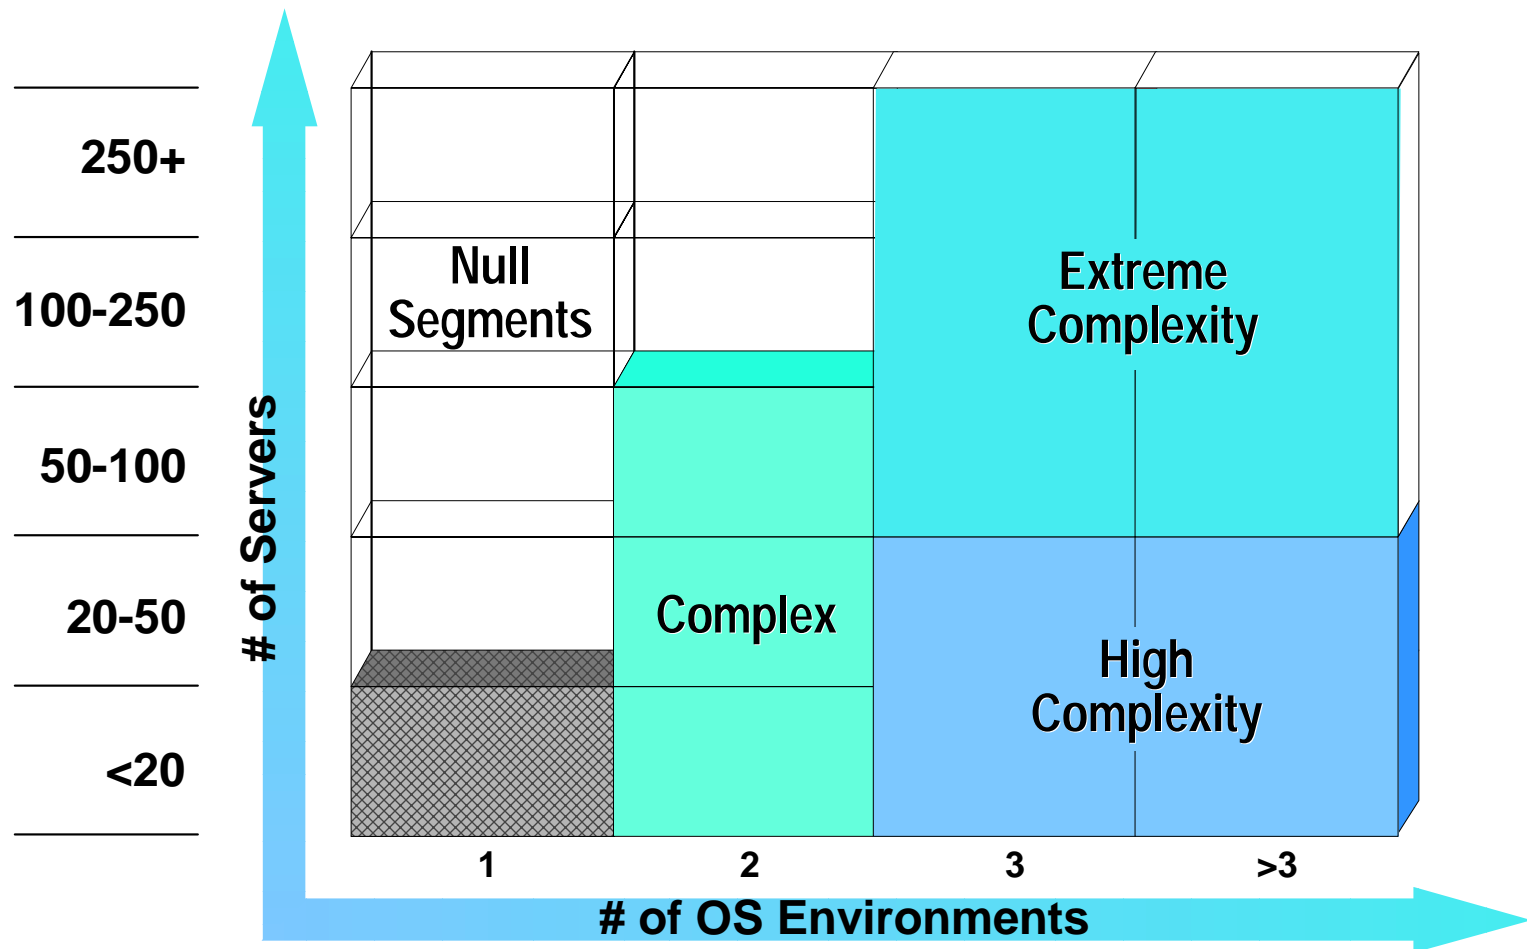 250+
100-250
50-100
20-50
<20
# of Servers
Null
Segments
Extreme
Complexity
Complex
High
Complexity
1
2
3
>3
# of OS Environments